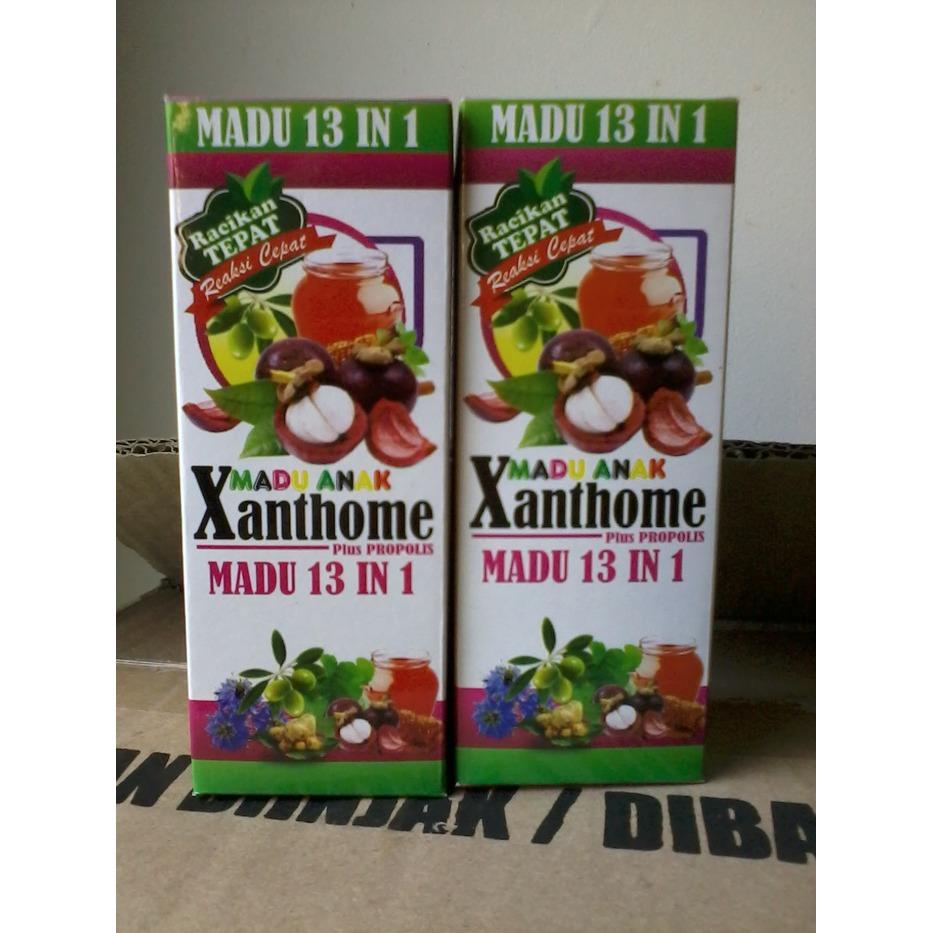 MADU 13 IN 1
Racikan
TEPAT
Reaksi Cepat
MADU ANAK
Xanthome
Plus PROPOLIS
MADU 13 IN 1
MADU 13 IN 1
Racikan
TEPAT
Reaksi Cepat
MADU ANAK
Xanthome
Plus PROPOLIS
MADU 13 IN 1
/ DIBA